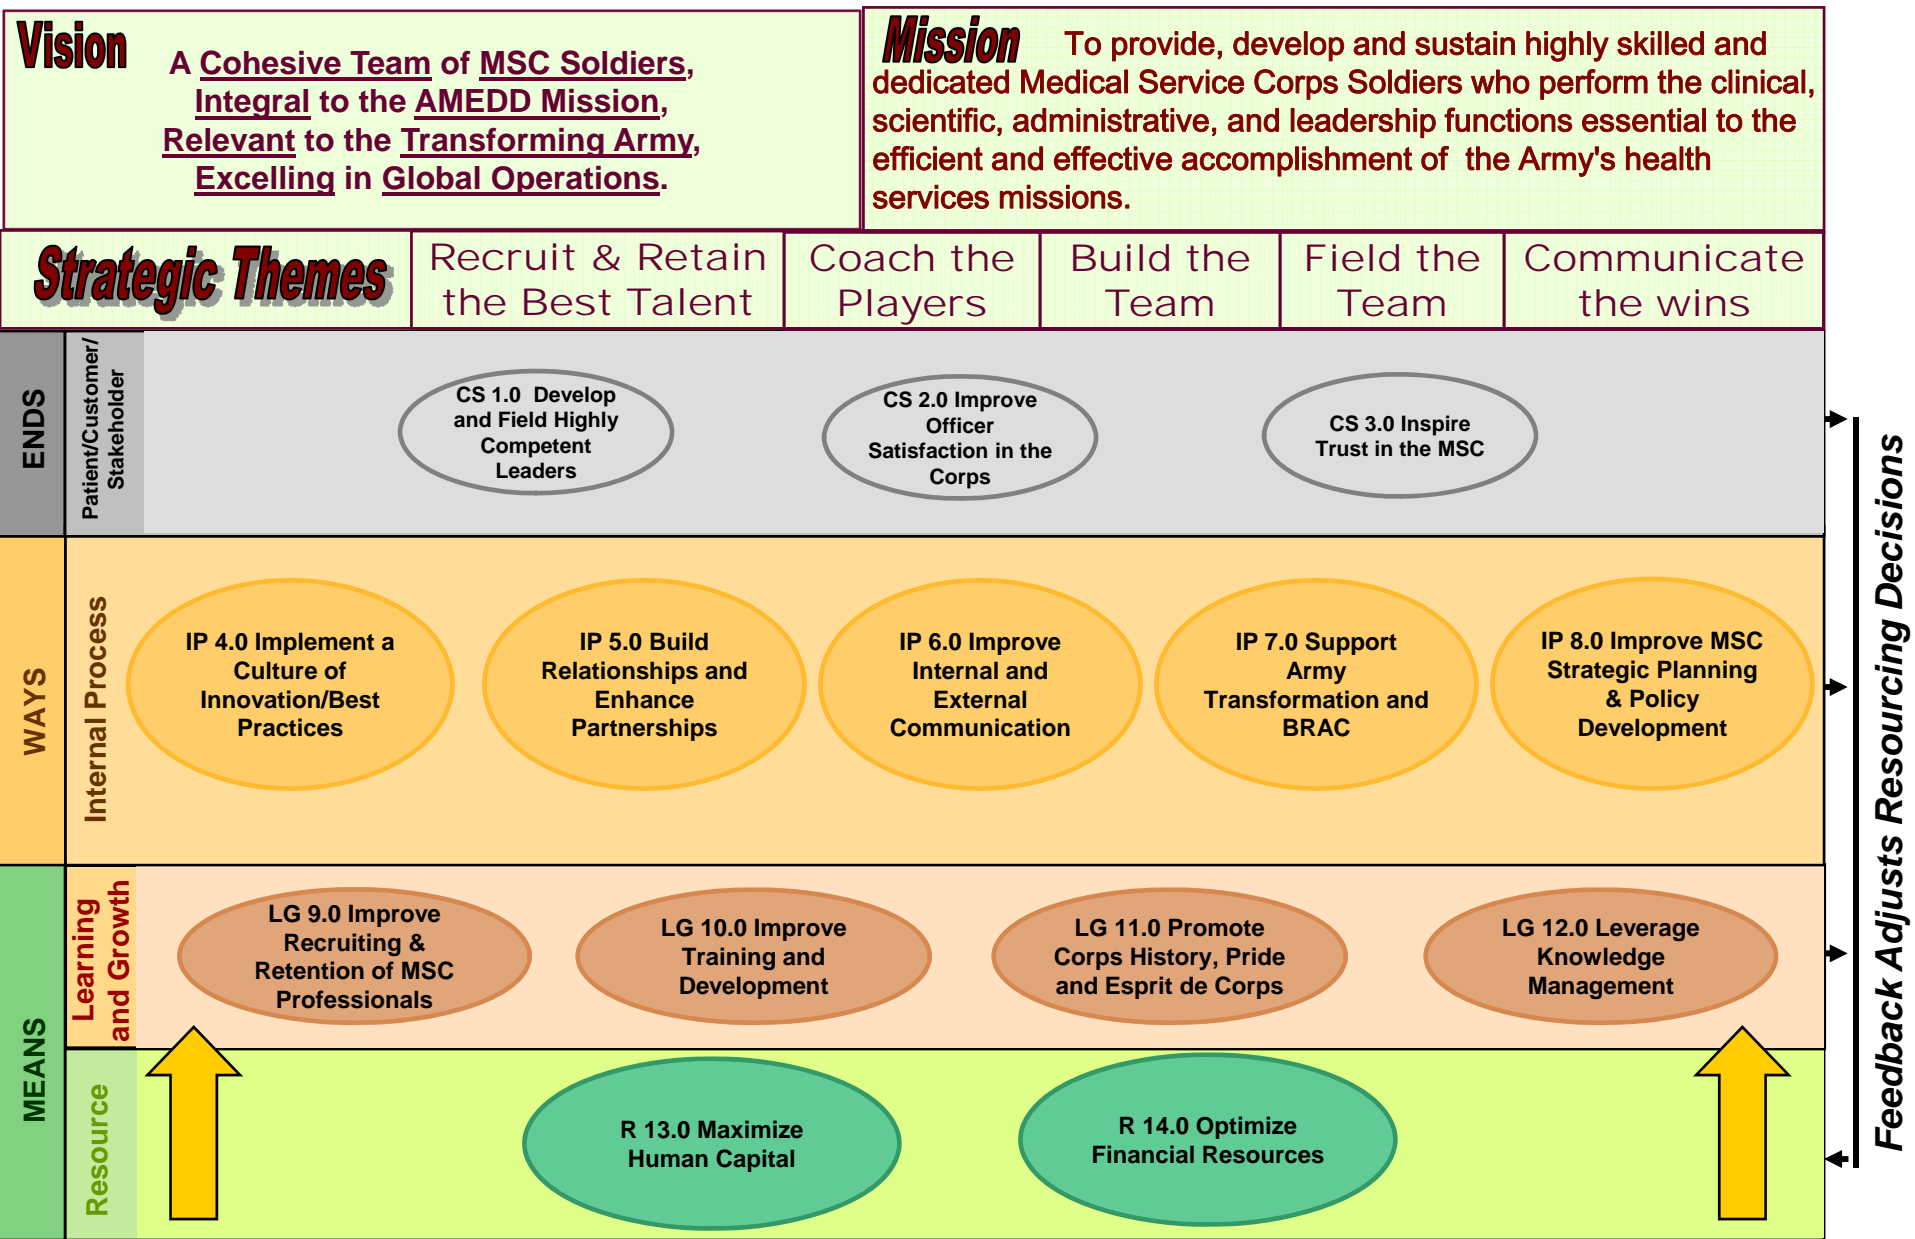 Vision
A Cohesive Team of MSC Soldiers,
Integral to the AMEDD Mission,
Relevant to the Transforming Army,
Excelling in Global Operations.
Mission To provide, develop and sustain highly skilled and
dedicated Medical Service Corps Soldiers who perform the clinical,
scientific, administrative, and leadership functions essential to the
efficient and effective accomplishment of the Army's health
services missions.
Strategic Themes
Recruit & Retain
the Best Talent
Coach the
Players
Build the
Team
Field the
Team
Communicate
the wins
ENDS
Patient/Customer/
Stakeholder
CS 1.0 Develop
and Field Highly
Competent
Leaders
CS 2.0 Improve
Officer
Satisfaction in the
Corps
CS 3.0 Inspire
Trust in the MSC
WAYS
Internal Process
IP 4.0 Implement a
Culture of
Innovation/Best
Practices
IP 5.0 Build
Relationships and
Enhance
Partnerships
IP 6.0 Improve
Internal and
External
Communication
IP 7.0 Support
Army
Transformation and
BRAC
IP 8.0 Improve MSC
Strategic Planning
& Policy
Development
MEANS
Learning
and Growth
LG 9.0 Improve
Recruiting &
Retention of MSC
Professionals
LG 10.0 Improve
Training and
Development
LG 11.0 Promote
Corps History, Pride
and Esprit de Corps
LG 12.0 Leverage
Knowledge
Management
Resource
R 13.0 Maximize
Human Capital
R 14.0 Optimize
Financial Resources
Feedback Adjusts Resourcing Decisions